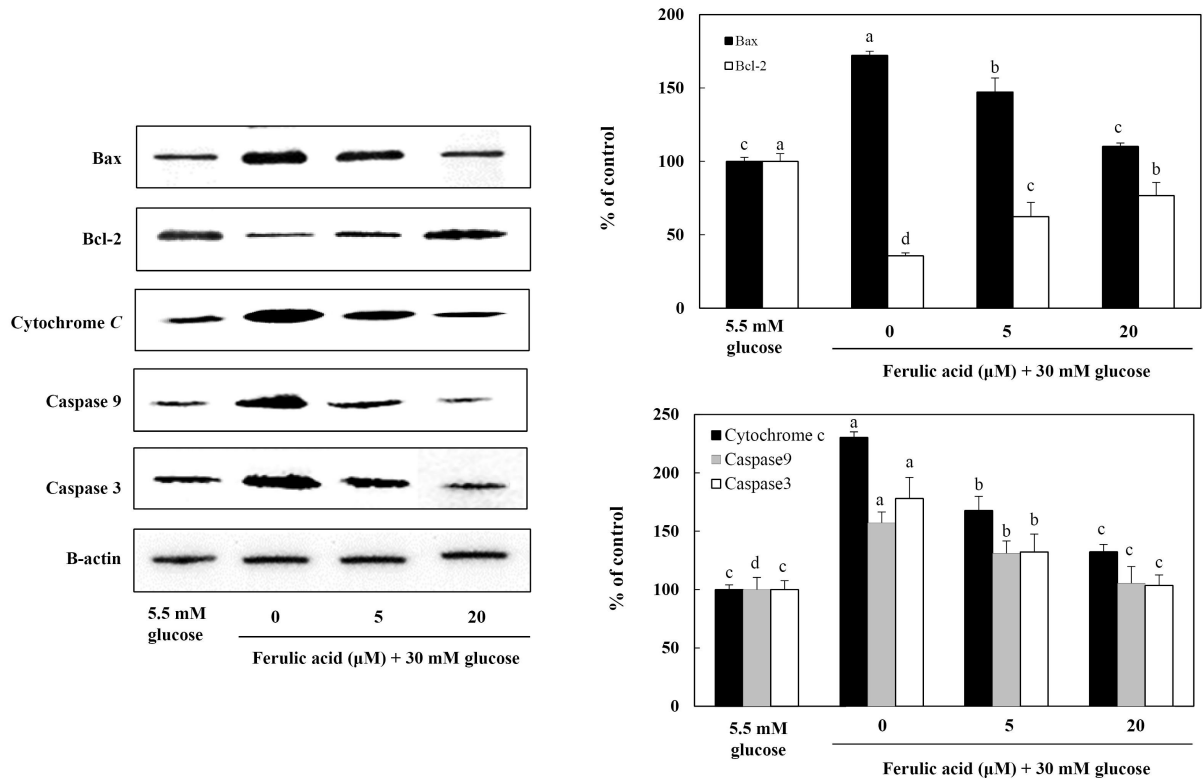 Bax
Bcl-2
Cytochrome C
Caspase 9
Caspase 3
B-actin
5.5 mM
glucose
0
5
20
Ferulic acid (µM) + 30 mM glucose
200
150
100
50
0
% of control
Bax
Bcl-2
c
a
a
d
b
c
c
b
5.5 mM
glucose
0
5
20
Ferulic acid (µM) + 30 mM glucose
250
200
150
100
50
0
% of control
Cytochrome c
Caspase9
Caspase3
c
d
c
a
a
a
b
b
b
c
c
c
5.5 mM
glucose
0
5
20
Ferulic acid (µM) + 30 mM glucose